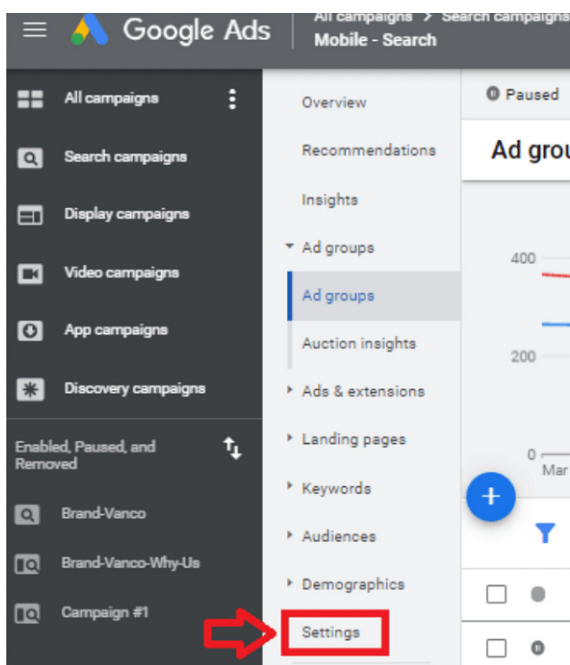 Google Ads
All campaigns > Search campaigns
Mobile - Search
All campaigns
Search campaigns
Display campaigns
Video campaigns
App campaigns
Discovery campaigns
Enabled, Paused, and
Removed
Brand-Vanco
Brand-Vanco-Why-Us
Campaign #1
Overview
Recommendations
Insights
Ad groups
Ad groups
Auction insights
Ads & extensions
Landing pages
Keywords
Audiences
Demographics
Settings
Paused
Ad grou
400
200
0
Mar